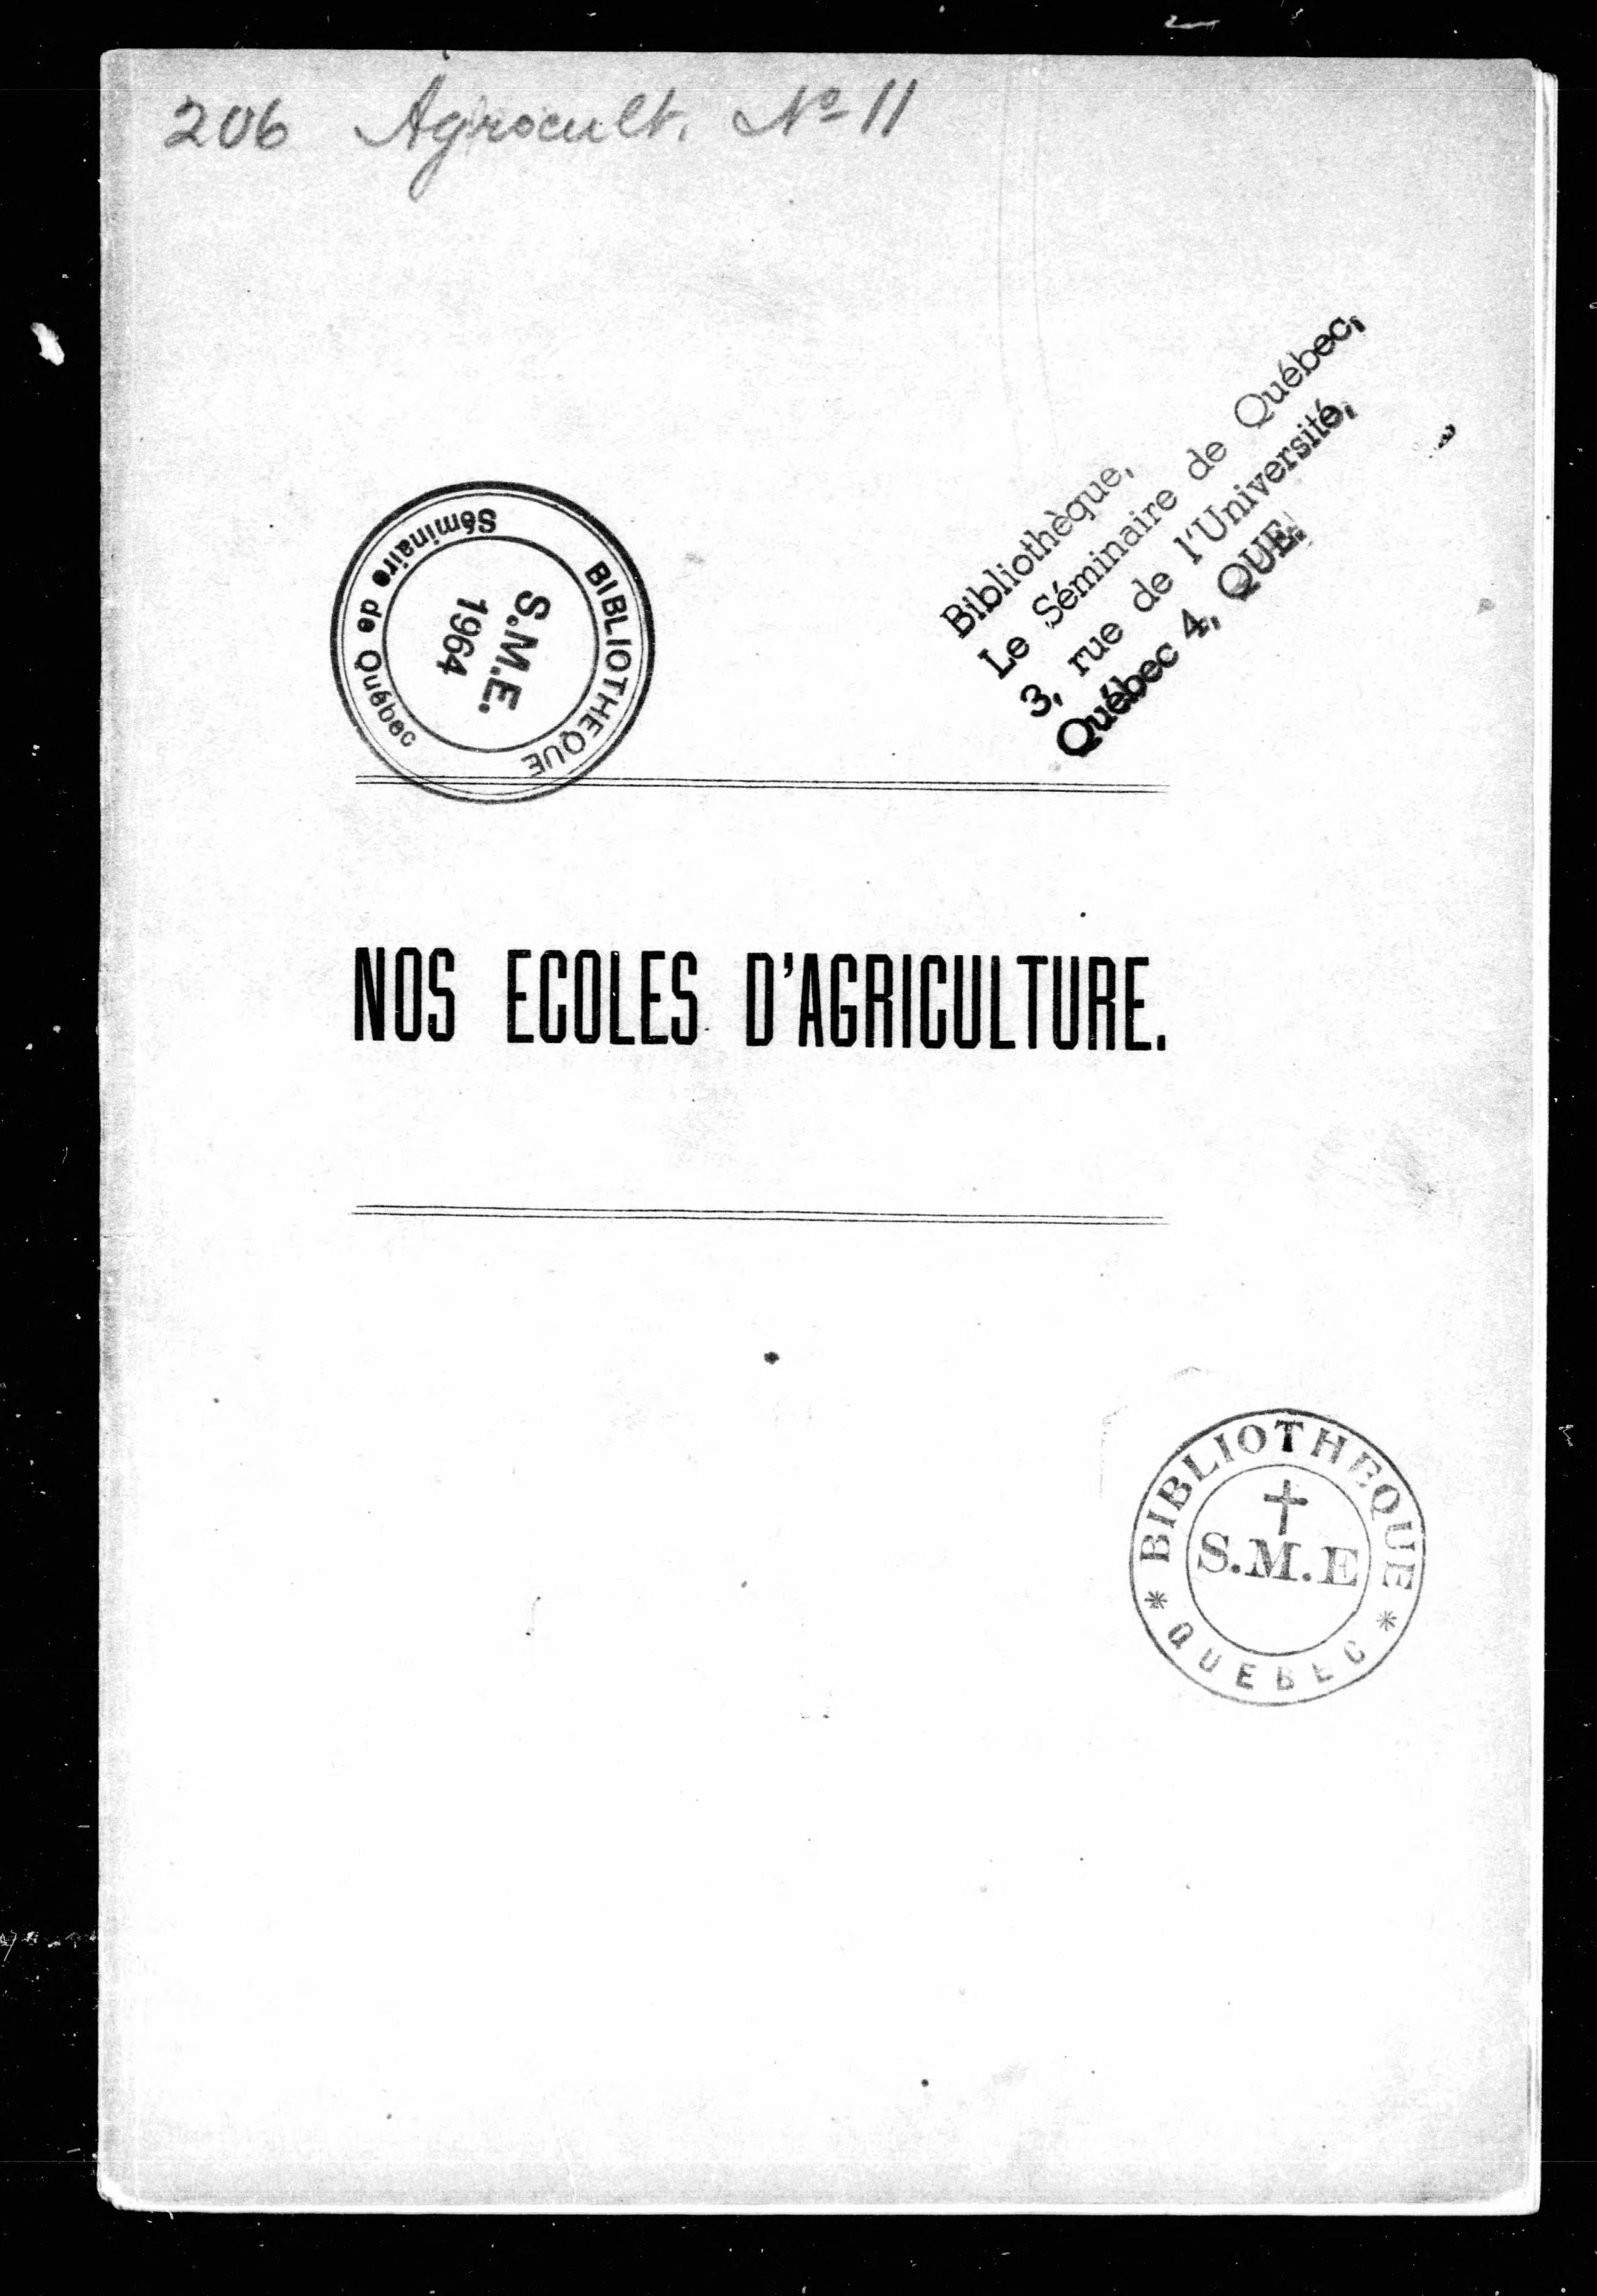 206 Agricult. Nº 11
Bibliothèque,
Le Séminaire de Québec,
3, rue de l'Université,
Québec 4, QUE.
BIBLIOTHEQUE
Séminaire de Québec
S.M.E.
1964
NOS ECOLES D'AGRICULTURE.
BIBLIOTHEQUE
S.M.E
* QUEBEC *